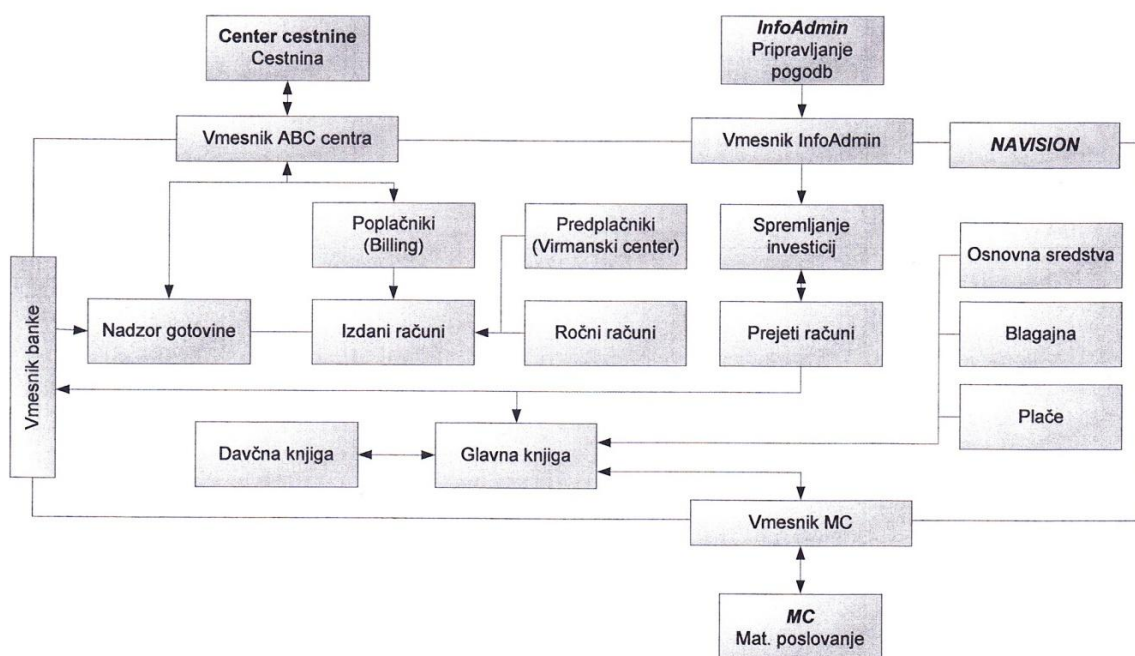 Center cestnine
Cestnina
InfoAdmin
Pripravljanje
pogodb
Vmesnik ABC centra
Vmesnik InfoAdmin
NAVISION
Poplačniki
(Billing)
Predplačniki
(Virmanski center)
Spremljanje
investicij
Osnovna sredstva
Vmesnik banke
Nadzor gotovine
Izdani računi
Ročni računi
Prejeti računi
Blagajna
Plače
Davčna knjiga
Glavna knjiga
Vmesnik MC
MC
Mat. poslovanje